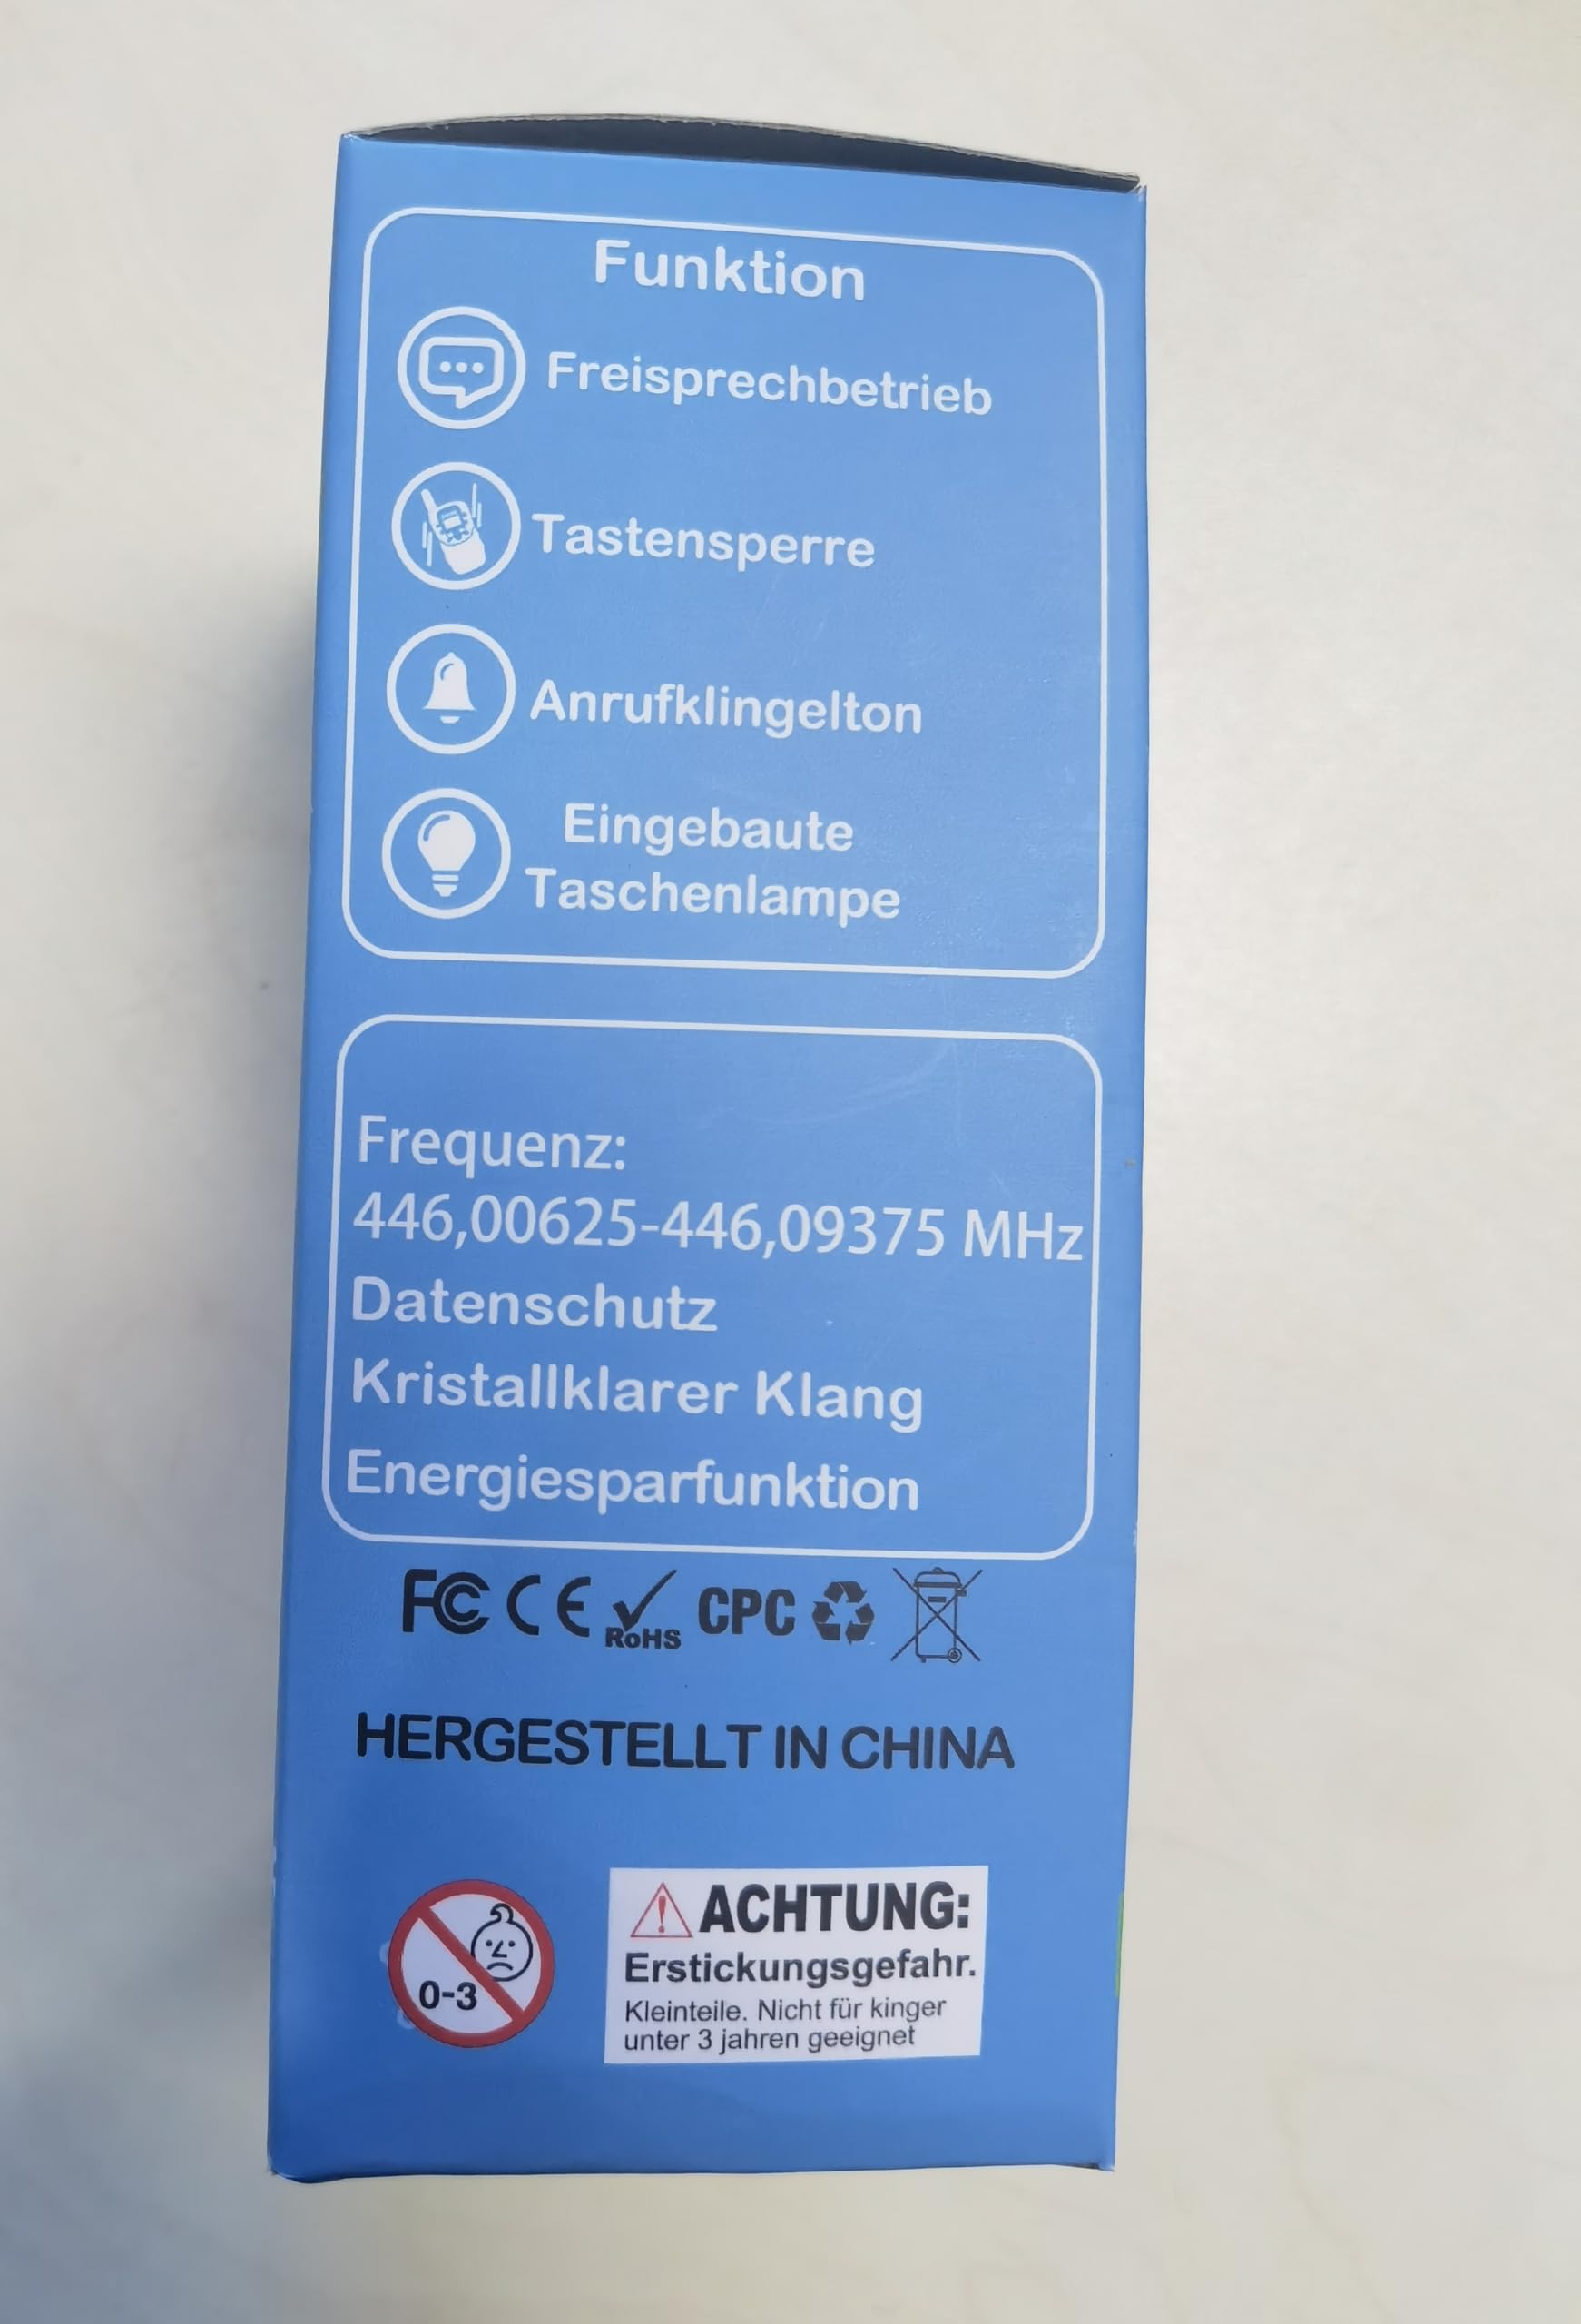 Funktion
Freisprechbetrieb
Tastensperre
Anrufklingelton
Eingebaute
Taschenlampe
Frequenz:
446,00625-446,09375 MHz
Datenschutz
Kristallklarer Klang
Energiesparfunktion
FC CE RoHS CPC
HERGESTELLT IN CHINA
0-3
ACHTUNG:
Erstickungsgefahr.
Kleinteile. Nicht für kinger
unter 3 jahren geeignet